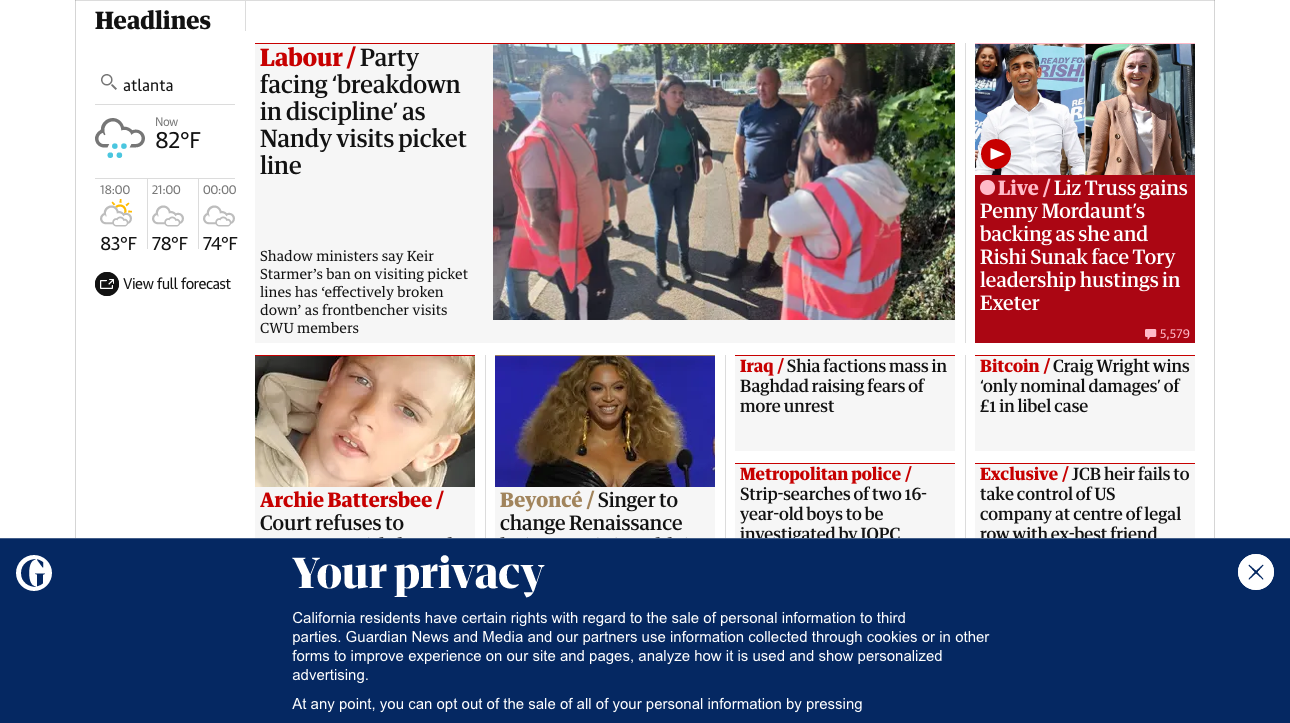 Headlines
atlanta
Now
82°F
18:00
21:00
00:00
83°F
78°F
74°F
View full forecast
Labour / Party
facing ‘breakdown
in discipline’ as
Nandy visits picket
line
Shadow ministers say Keir
Starmer’s ban on visiting picket
lines has ‘effectively broken
down’ as frontbencher visits
CWU members
READY FOR
RISHI
Live / Liz Truss gains
Penny Mordaunt’s
backing as she and
Rishi Sunak face Tory
leadership hustings in
Exeter
5,579
Archie Battersbee /
Court refuses to
Beyoncé / Singer to
change Renaissance
Iraq / Shia factions mass in
Baghdad raising fears of
more unrest
Bitcoin / Craig Wright wins
‘only nominal damages’ of
£1 in libel case
Metropolitan police /
Strip-searches of two 16-
year-old boys to be
investigated by IOPC
Exclusive / JCB heir fails to
take control of US
company at centre of legal
row with ex-best friend
Your privacy
California residents have certain rights with regard to the sale of personal information to third
parties. Guardian News and Media and our partners use information collected through cookies or in other
forms to improve experience on our site and pages, analyze how it is used and show personalized
advertising.
At any point, you can opt out of the sale of all of your personal information by pressing